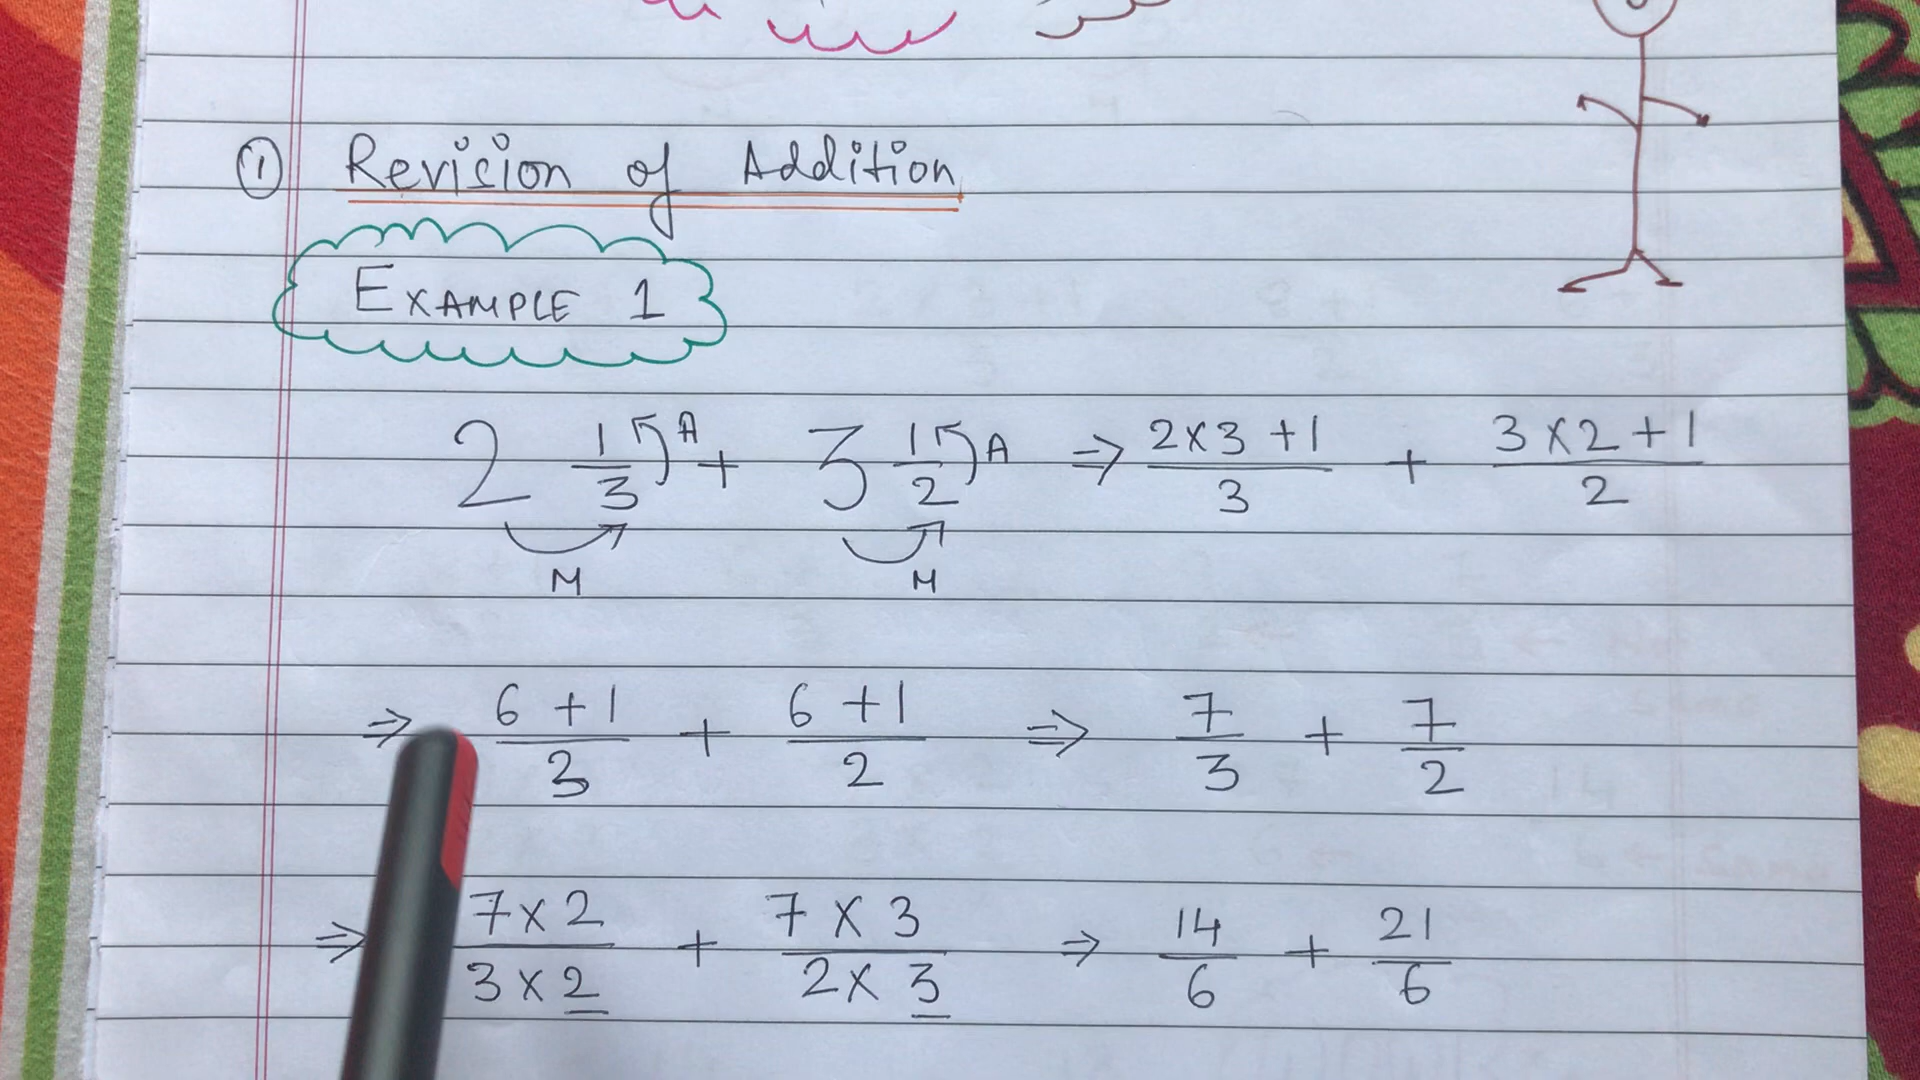 ① Revision of Addition
EXAMPLE 1
2 1/3 A + 3 1/2 A ⇒ 2×3+1/3 + 3×2+1/2
M M
⇒ 6+1/3 + 6+1/2 ⇒ 7/3 + 7/2
⇒ 7×2/3×2 + 7×3/2×3 ⇒ 14/6 + 21/6